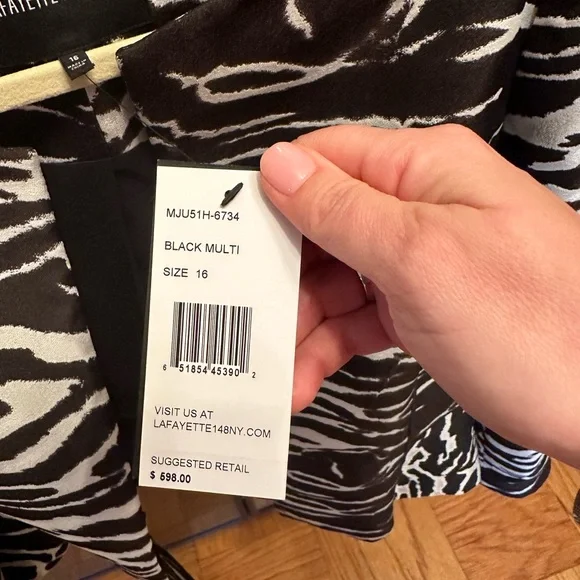 16
MJU51H-6734
BLACK MULTI
SIZE 16
6 51854 45390 2
VISIT US AT
LAFAYETTE148NY.COM
SUGGESTED RETAIL
$ 598.00